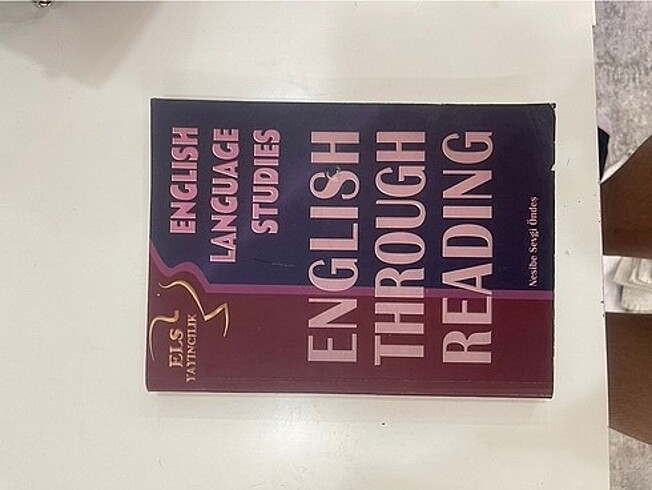 ELS
YAYINCILIK
ENGLISH
LANGUAGE
STUDIES
ENGLISH
THROUGH
READING
Nesibe Sevgi Öndeş